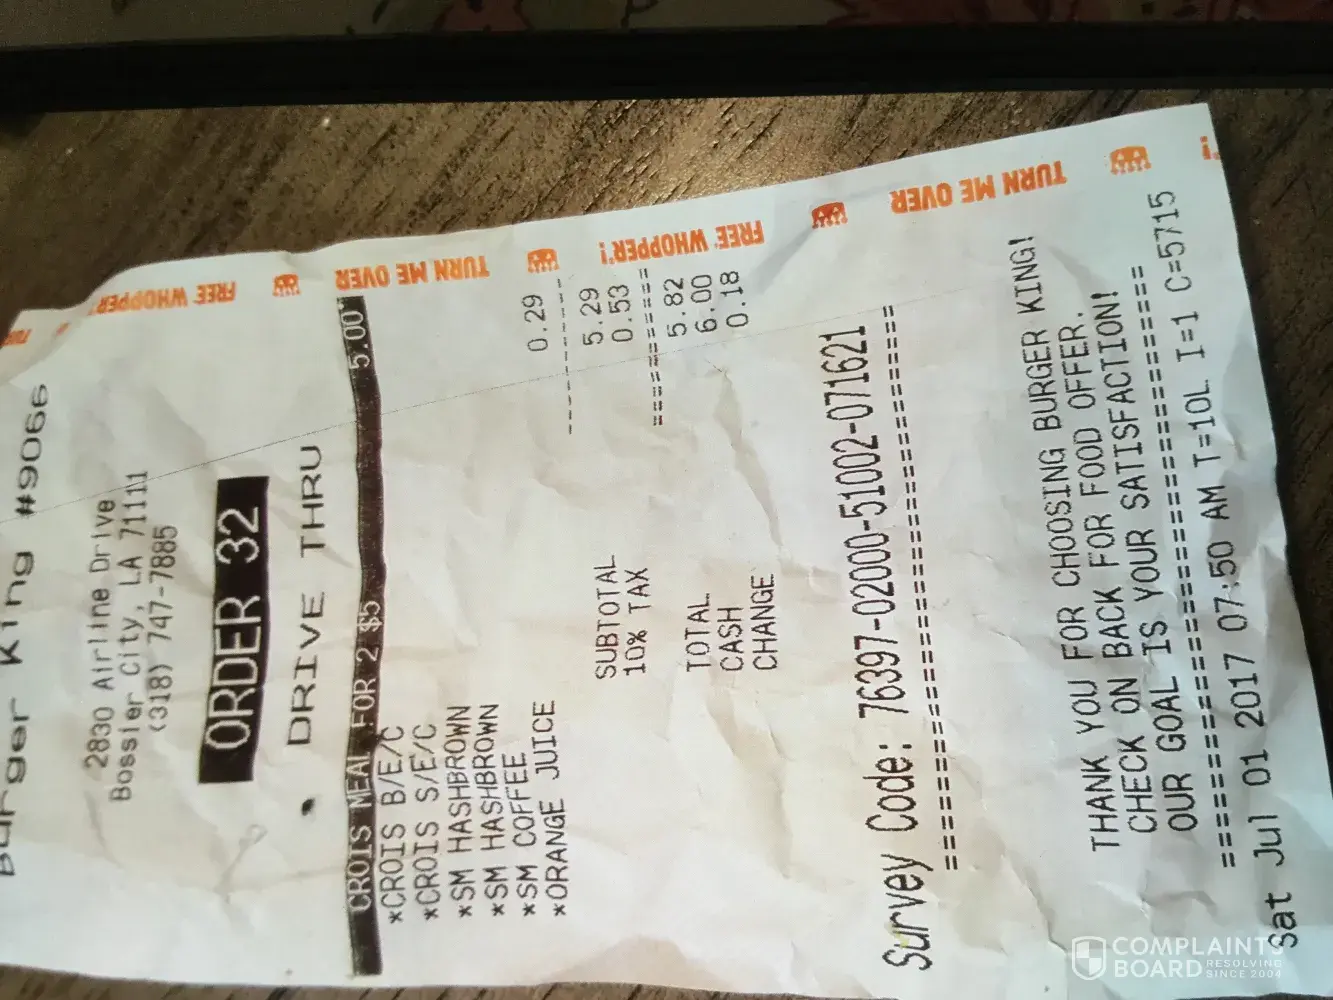 Burger King #9066
2830 Airline Drive
Bossier City, LA 71111
(318) 747-7885
ORDER 32
DRIVE THRU
CROIS MEAL FOR 2 $5 5.00
*CROIS B/E/C
*CROIS S/E/C
*SM HASHBROWN
*SM HASHBROWN
*SM COFFEE
*ORANGE JUICE 0.29
----------
SUBTOTAL 5.29
10% TAX 0.53
==========
TOTAL 5.82
CASH 6.00
CHANGE 0.18
Survey Code: 76397-02000-51002-071621
===================================
THANK YOU FOR CHOOSING BURGER KING!
CHECK ON BACK FOR FOOD OFFER.
OUR GOAL IS YOUR SATISFACTION!
===================================
Sat Jul 01 2017 07:50 AM T=10L I=1 C=5715
FREE WHOPPER!
TURN ME OVER
FREE WHOPPER!
TURN ME OVER
COMPLAINTS
BOARD RESOLVING
SINCE 2004